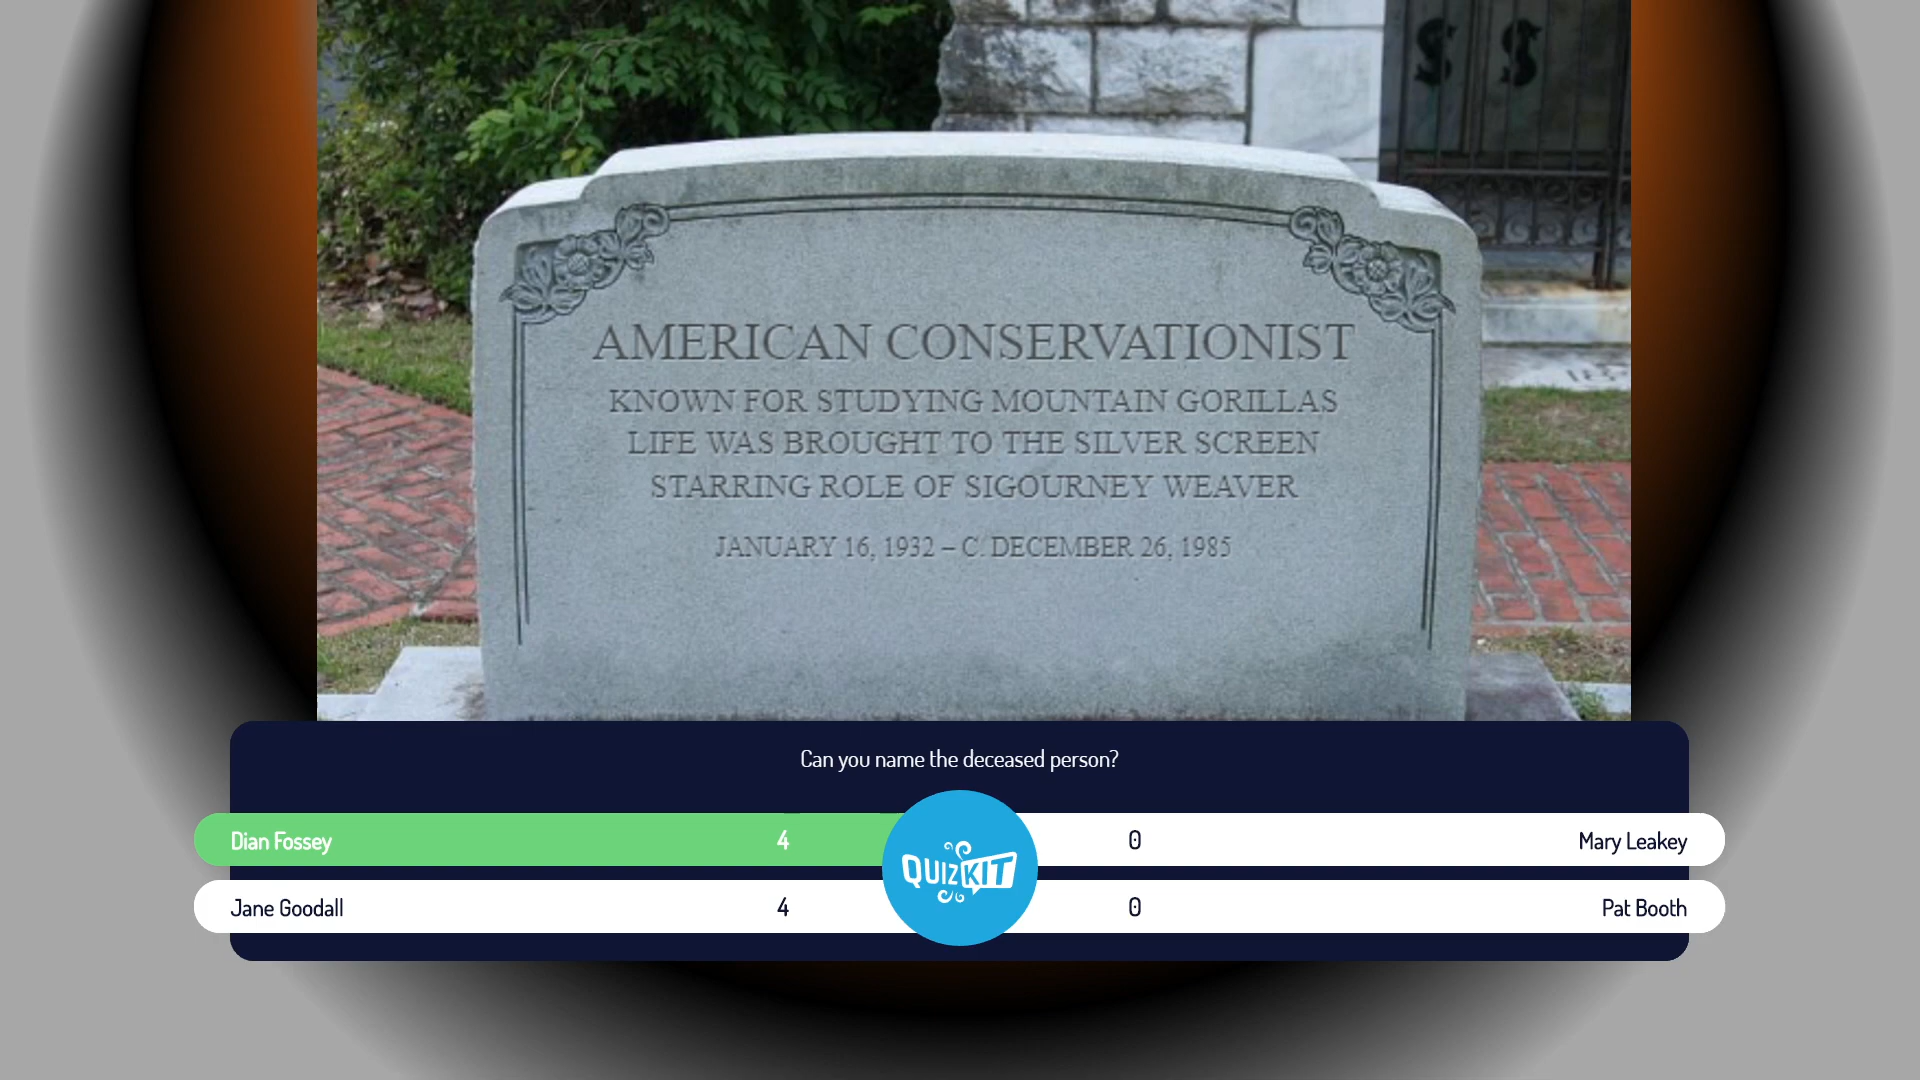 AMERICAN CONSERVATIONIST
KNOWN FOR STUDYING MOUNTAIN GORILLAS
LIFE WAS BROUGHT TO THE SILVER SCREEN
STARRING ROLE OF SIGOURNEY WEAVER
JANUARY 16, 1932 – C. DECEMBER 26, 1985
Can you name the deceased person?
Dian Fossey 4
0 Mary Leakey
QUIZKIT
Jane Goodall 4
0 Pat Booth